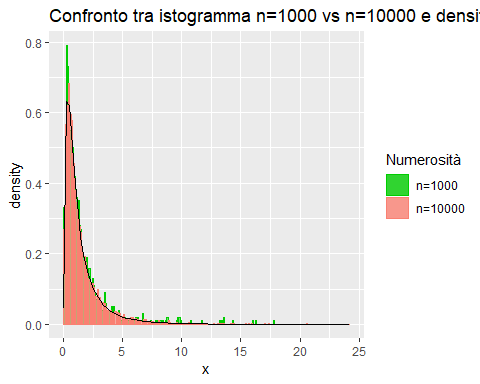 Confronto tra istogramma n=1000 vs n=10000 e densi
0.8
0.6
0.4
0.2
0.0
density
0
5
10
15
20
25
x
Numerosità
n=1000
n=10000